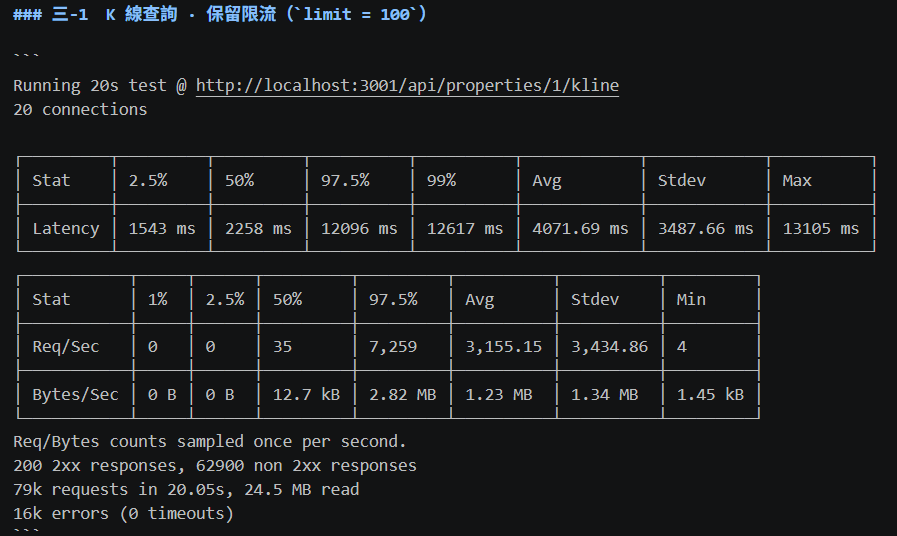 ### 三-1  K 線查詢 · 保留限流（`limit = 100`）
```
Running 20s test @ http://localhost:3001/api/properties/1/kline
20 connections
│ Stat    │ 2.5%    │ 50%     │ 97.5%    │ 99%      │ Avg        │ Stdev      │ Max      │
│ Latency │ 1543 ms │ 2258 ms │ 12096 ms │ 12617 ms │ 4071.69 ms │ 3487.66 ms │ 13105 ms │
│ Stat      │ 1%  │ 2.5% │ 50%     │ 97.5%   │ Avg      │ Stdev    │ Min     │
│ Req/Sec   │ 0   │ 0    │ 35      │ 7,259   │ 3,155.15 │ 3,434.86 │ 4       │
│ Bytes/Sec │ 0 B │ 0 B  │ 12.7 kB │ 2.82 MB │ 1.23 MB  │ 1.34 MB  │ 1.45 kB │
Req/Bytes counts sampled once per second.
200 2xx responses, 62900 non 2xx responses
79k requests in 20.05s, 24.5 MB read
16k errors (0 timeouts)
```